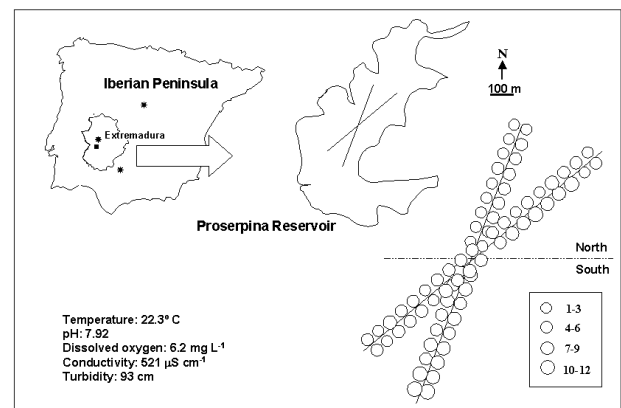 Iberian Peninsula
Extremadura
N
100 m
Proserpina Reservoir
North
South
Temperature: 22.3º C
pH: 7.92
Dissolved oxygen: 6.2 mg L⁻¹
Conductivity: 521 µS cm⁻¹
Turbidity: 93 cm
1-3
4-6
7-9
10-12